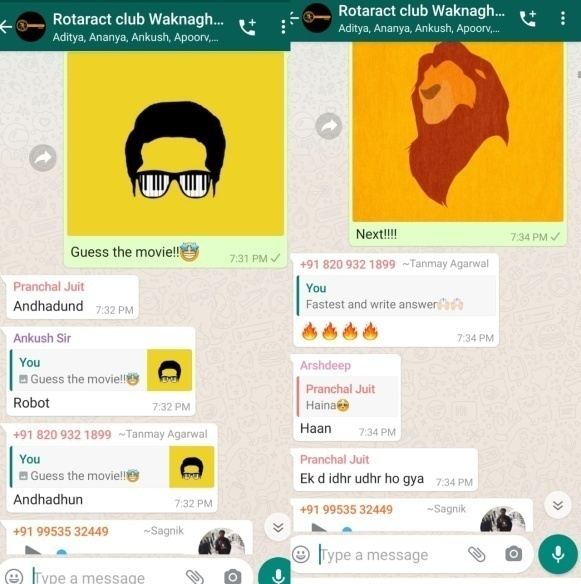 Rotaract club Waknagh...
Aditya, Ananya, Ankush, Apoorv,...
Guess the movie!!🤩
7:31 PM
Pranchal Juit
Andhadund
7:32 PM
Ankush Sir
You
Guess the movie!!🤩
Robot
7:32 PM
+91 820 932 1899 ~Tanmay Agarwal
You
Guess the movie!!🤩
Andhadhun
7:32 PM
+91 99535 32449 ~Sagnik
Type a message
Rotaract club Waknagh...
Aditya, Ananya, Ankush, Apoorv,...
Next!!!!
7:34 PM
+91 820 932 1899 ~Tanmay Agarwal
You
Fastest and write answer🙌🏻
🔥🔥🔥🔥
7:34 PM
Arshdeep
Pranchal Juit
Haina🥺
Haan
7:34 PM
Pranchal Juit
Ek d idhr udhr ho gya
7:34 PM
+91 99535 32449 ~Sagnik
Type a message